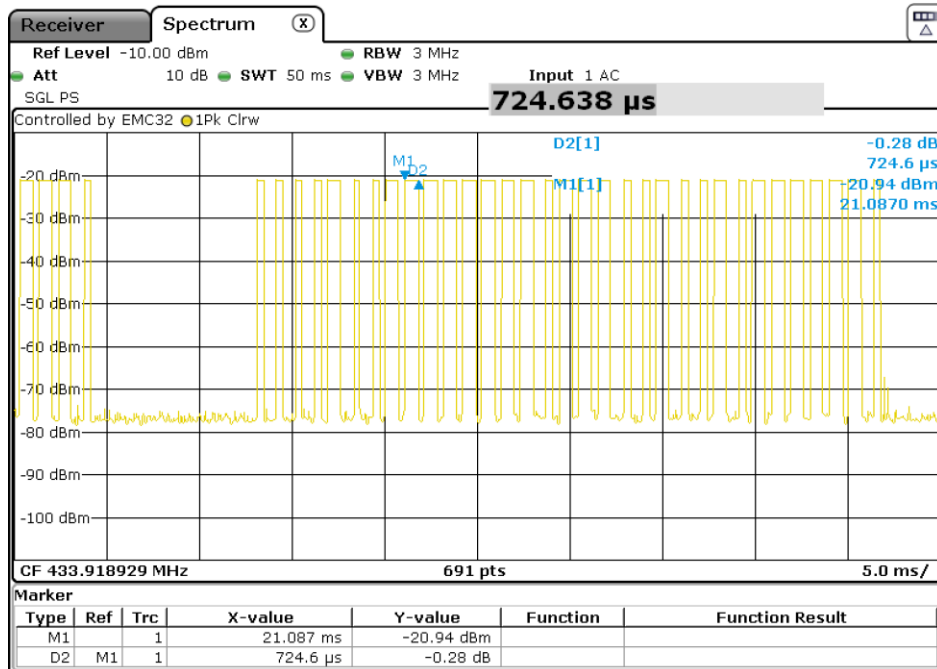 Receiver Spectrum X
Ref Level -10.00 dBm RBW 3 MHz
Att 10 dB SWT 50 ms VBW 3 MHz Input 1 AC
SGL PS
724.638 µs
Controlled by EMC32 1Pk Clrw
D2[1] -0.28 dB
724.6 µs
M1[1] -20.94 dBm
21.0870 ms
M1
D2
-20 dBm
-30 dBm
-40 dBm
-50 dBm
-60 dBm
-70 dBm
-80 dBm
-90 dBm
-100 dBm
CF 433.918929 MHz 691 pts 5.0 ms/
Marker
Type Ref Trc X-value Y-value Function Function Result
M1 1 21.087 ms -20.94 dBm
D2 M1 1 724.6 µs -0.28 dB